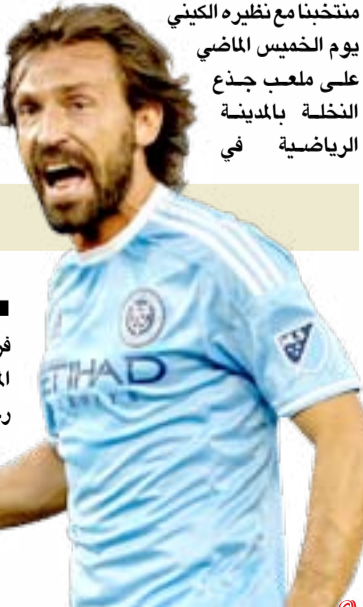 منتخبنا مع نظيره الكيني
يوم الخميس الماضي
على ملعب جذع
النخلة بالمدينة
الرياضية في
ETIHAD